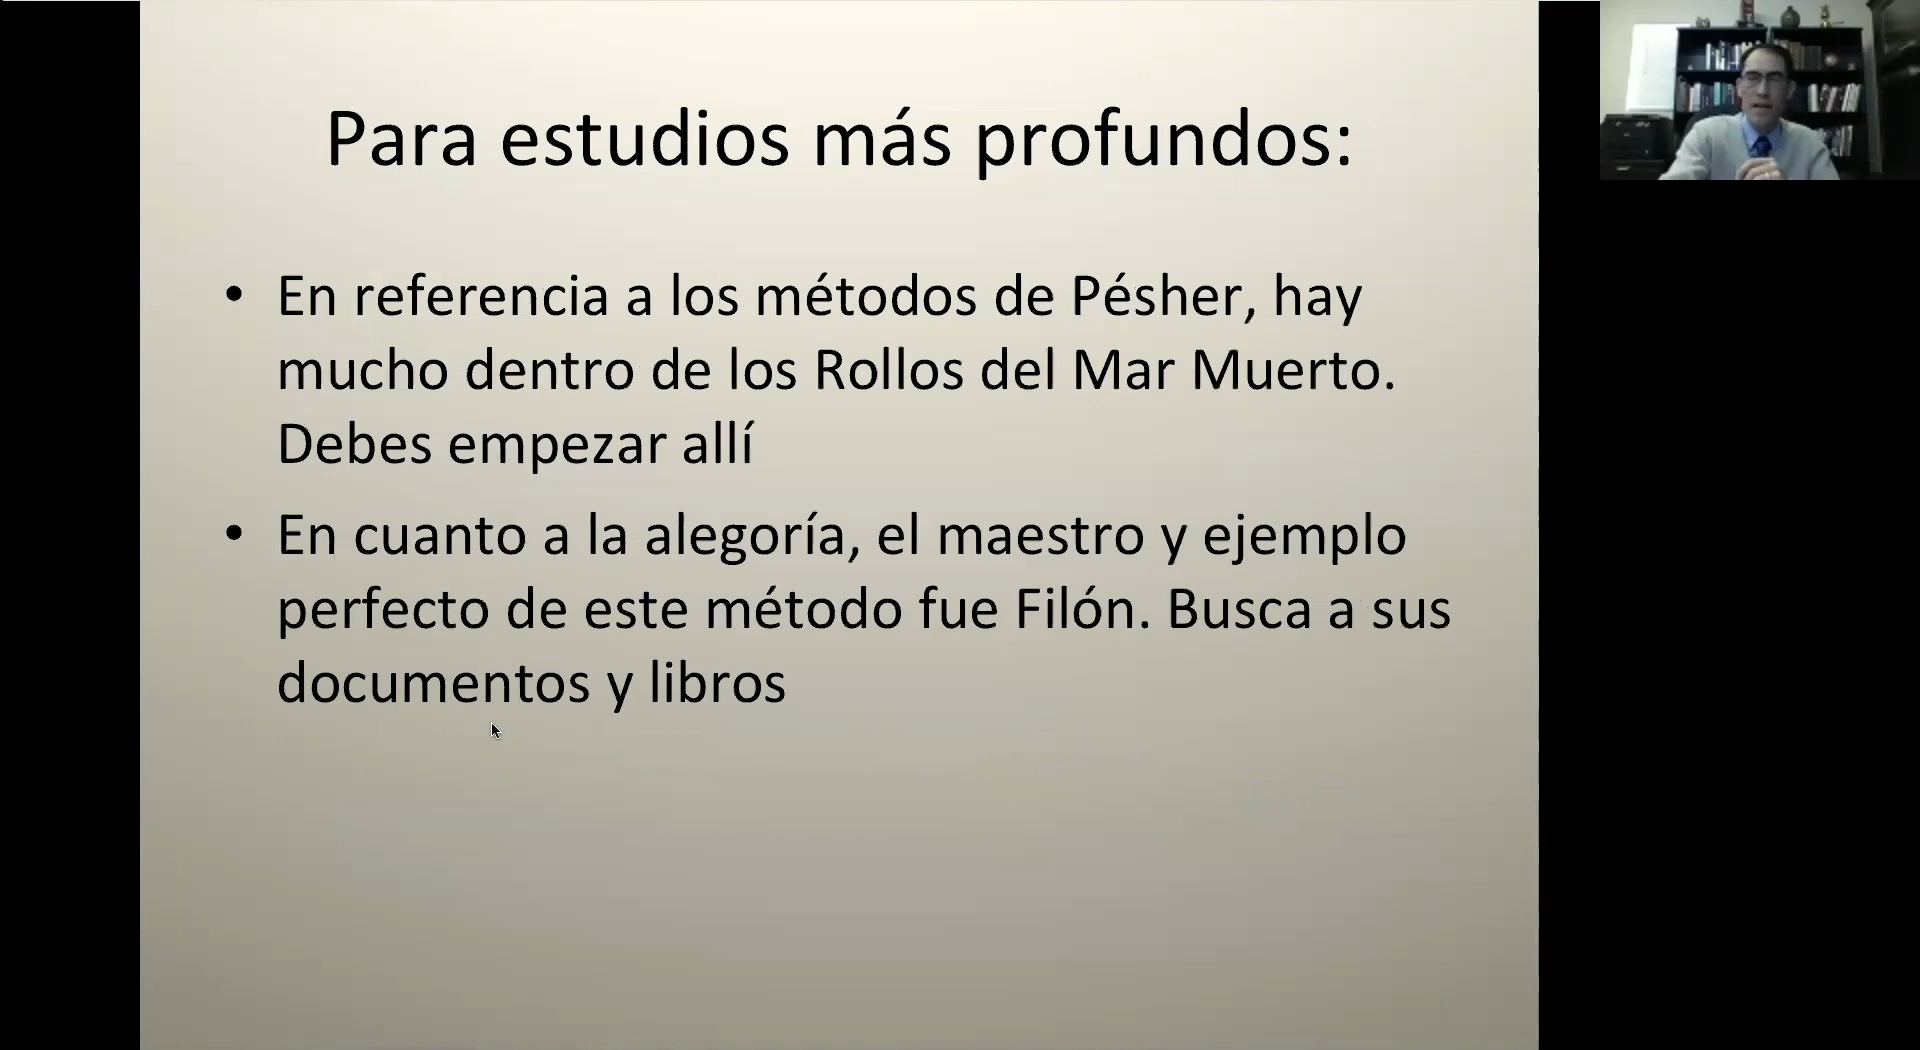 Para estudios más profundos:
• En referencia a los métodos de Pésher, hay
mucho dentro de los Rollos del Mar Muerto.
Debes empezar allí
• En cuanto a la alegoría, el maestro y ejemplo
perfecto de este método fue Filón. Busca a sus
documentos y libros